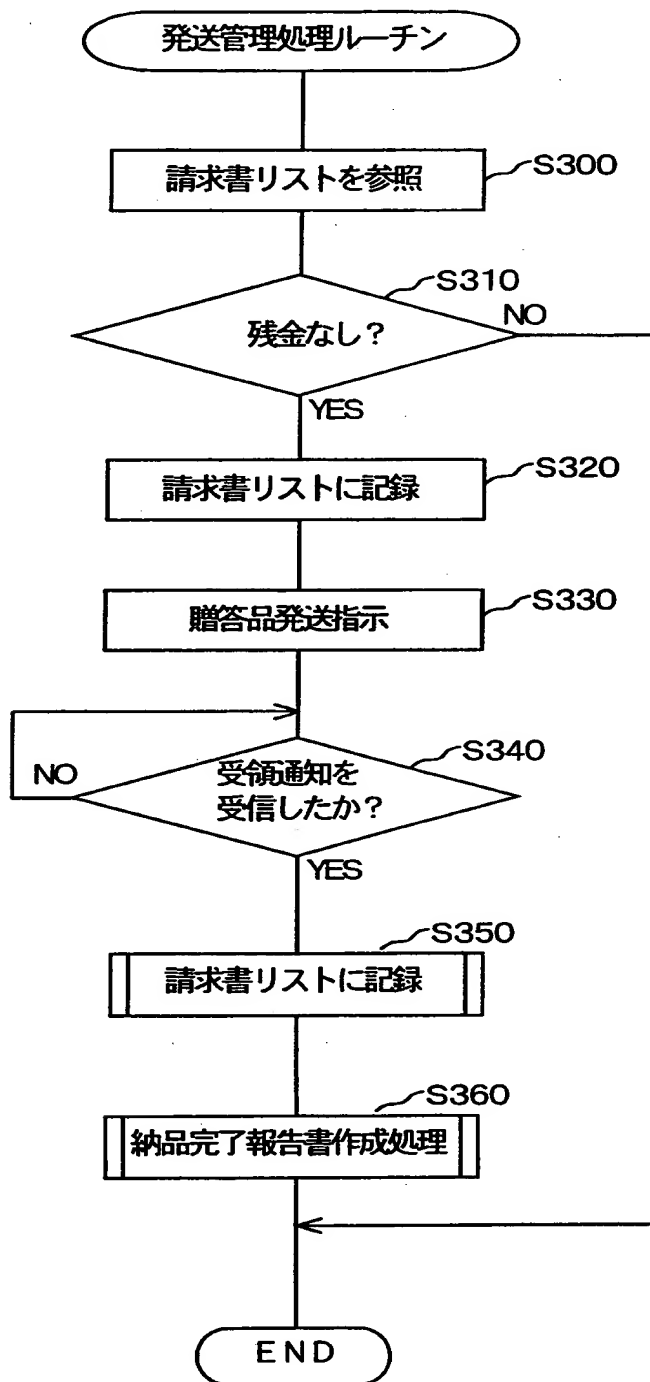 発送管理処理ルーチン
請求書リストを参照
S300
S310
残金なし?
NO
YES
請求書リストに記録
S320
贈答品発送指示
S330
S340
受領通知を
受信したか?
NO
YES
S350
請求書リストに記録
S360
納品完了報告書作成処理
END